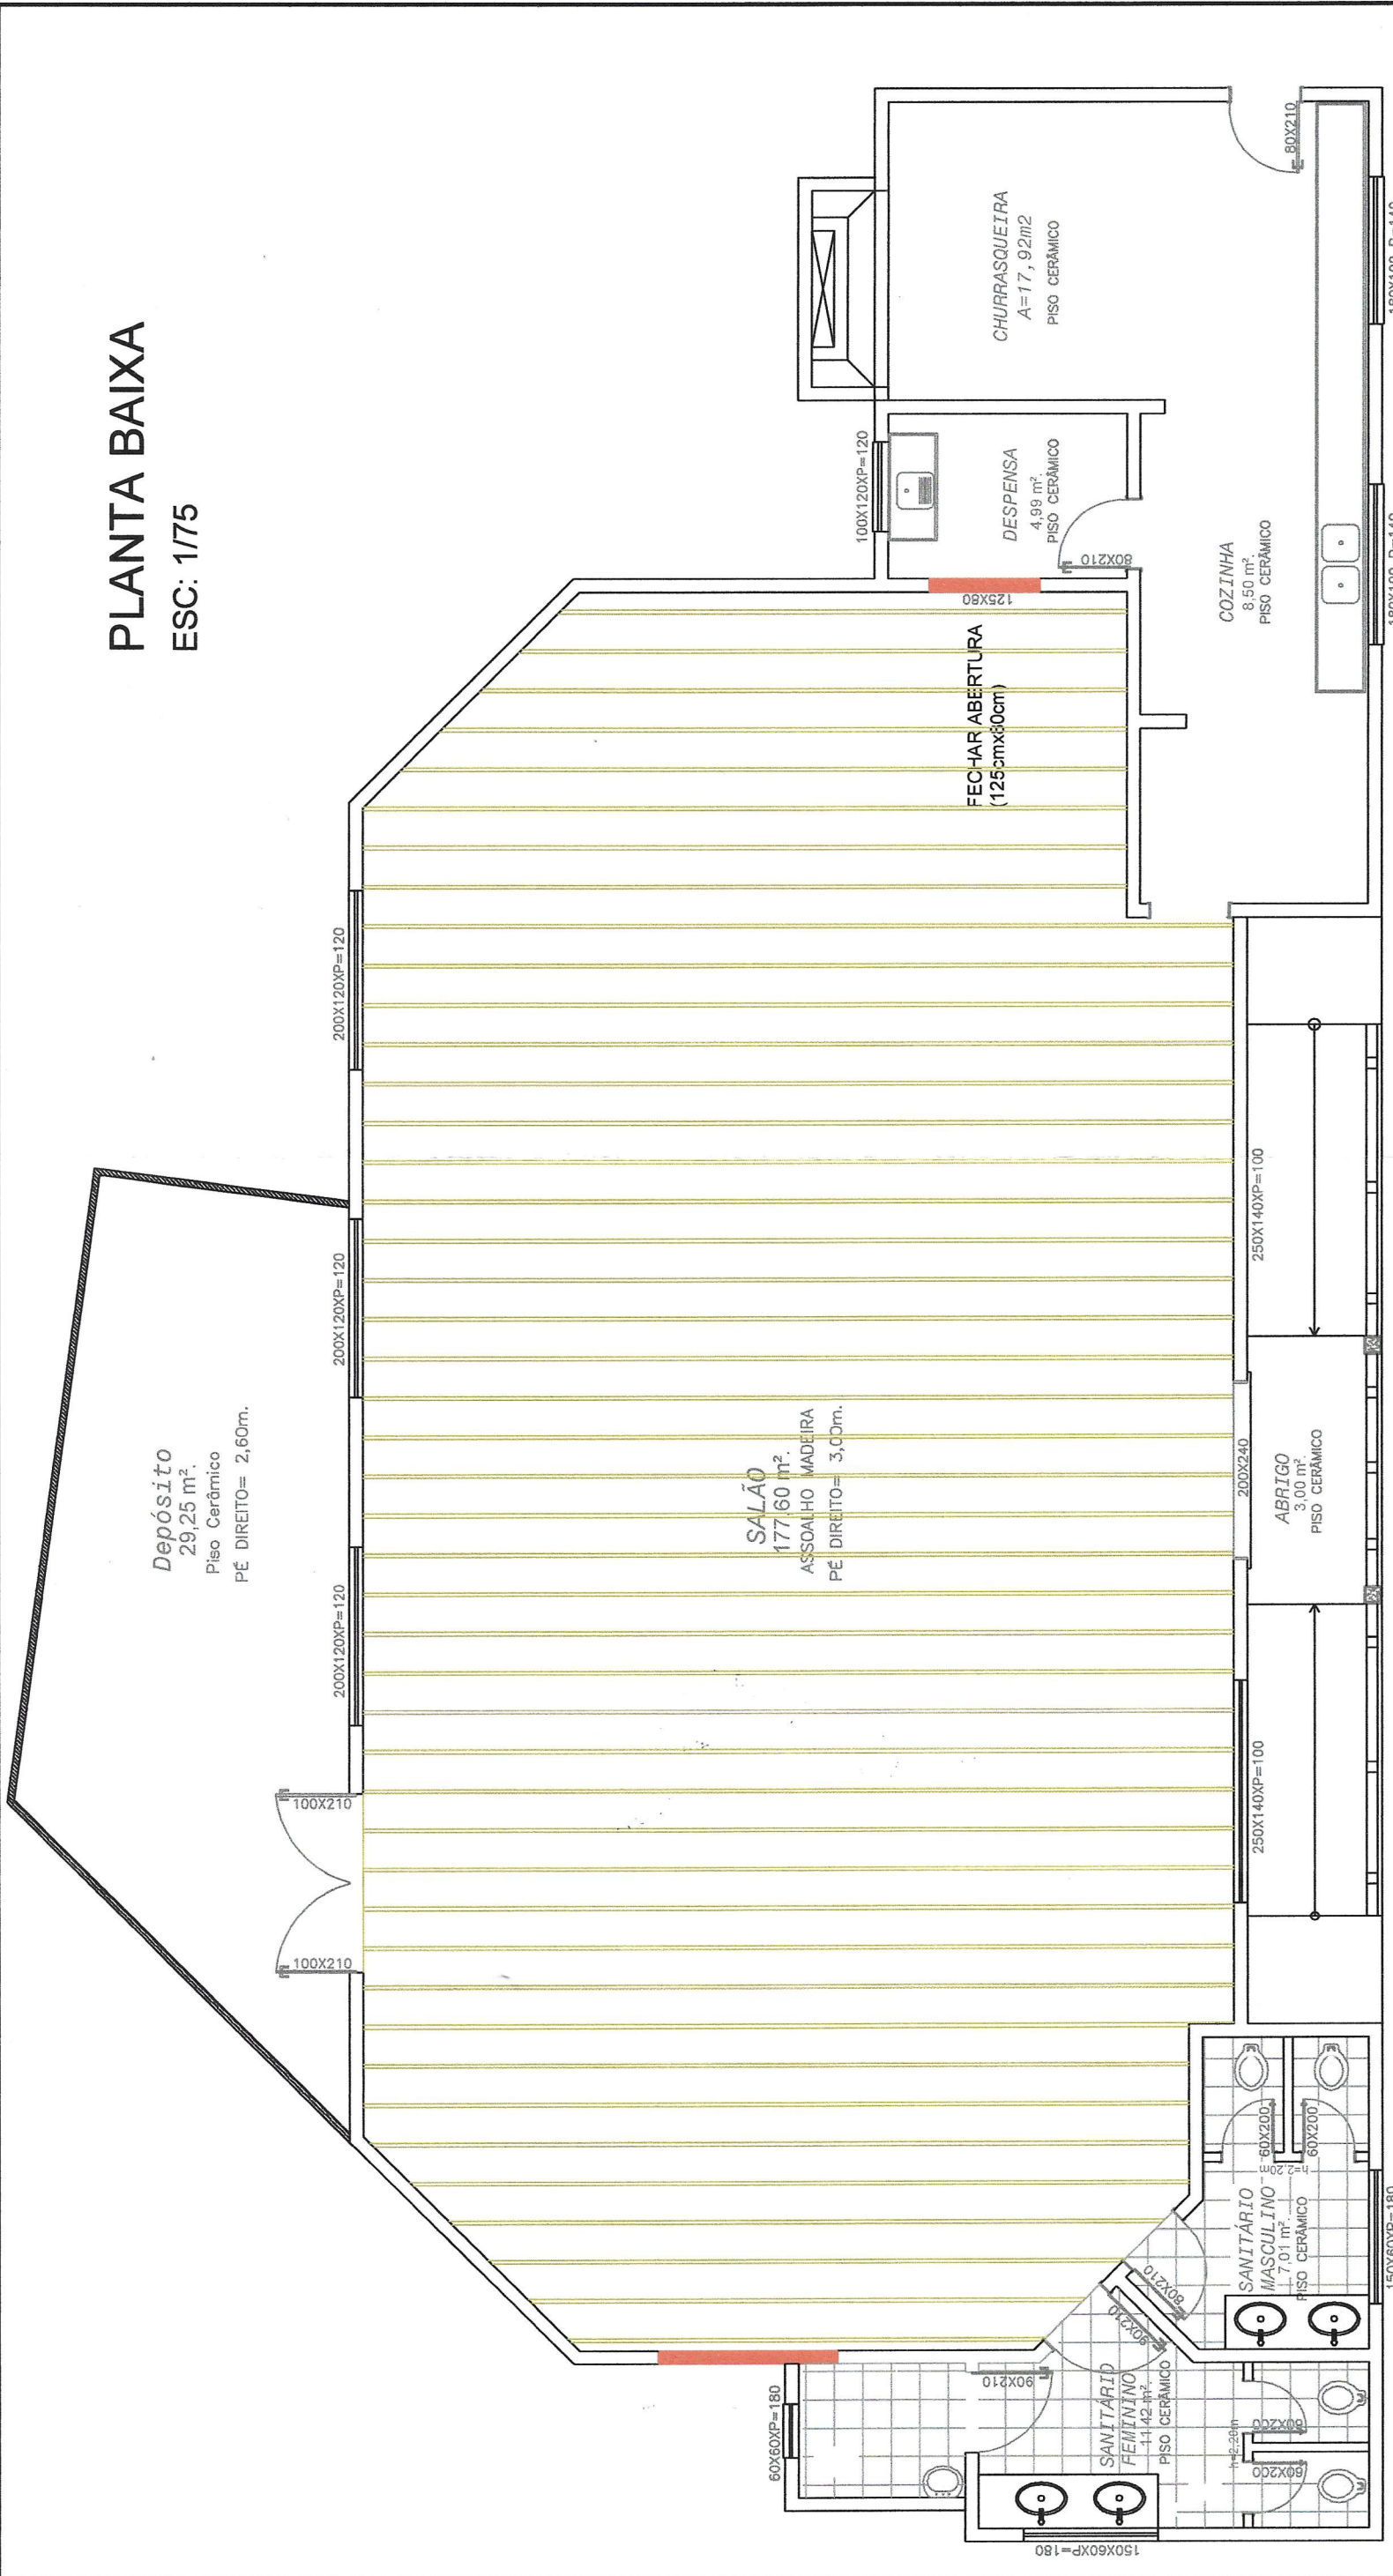 PLANTA BAIXA
ESC: 1/75
Depósito
29,25 m².
Piso Cerâmico
PÉ DIREITO= 2,60m.
100X210
100X210
200X120XP=120
200X120XP=120
200X120XP=120
SALÃO
177,60 m².
ASSOALHO MADEIRA
PÉ DIREITO= 3,00m.
FECHAR ABERTURA
(125cmx80cm)
125X80
100X120XP=120
DESPENSA
4,99 m².
PISO CERÂMICO
80X210
CHURRASQUEIRA
A=17,92m2
PISO CERÂMICO
80X210
COZINHA
8,50 m².
PISO CERÂMICO
250X140XP=100
200X240
ABRIGO
3,00 m².
PISO CERÂMICO
250X140XP=100
60X60XP=180
90X210
90X210
80X210
SANITÁRIO
FEMININO
11,42 m².
PISO CERÂMICO
h=2,20m
60X200
60X200
150X60XP=180
SANITÁRIO
MASCULINO
7,01 m².
PISO CERÂMICO
h=2,20m
60X200
60X200
150X60XP=180